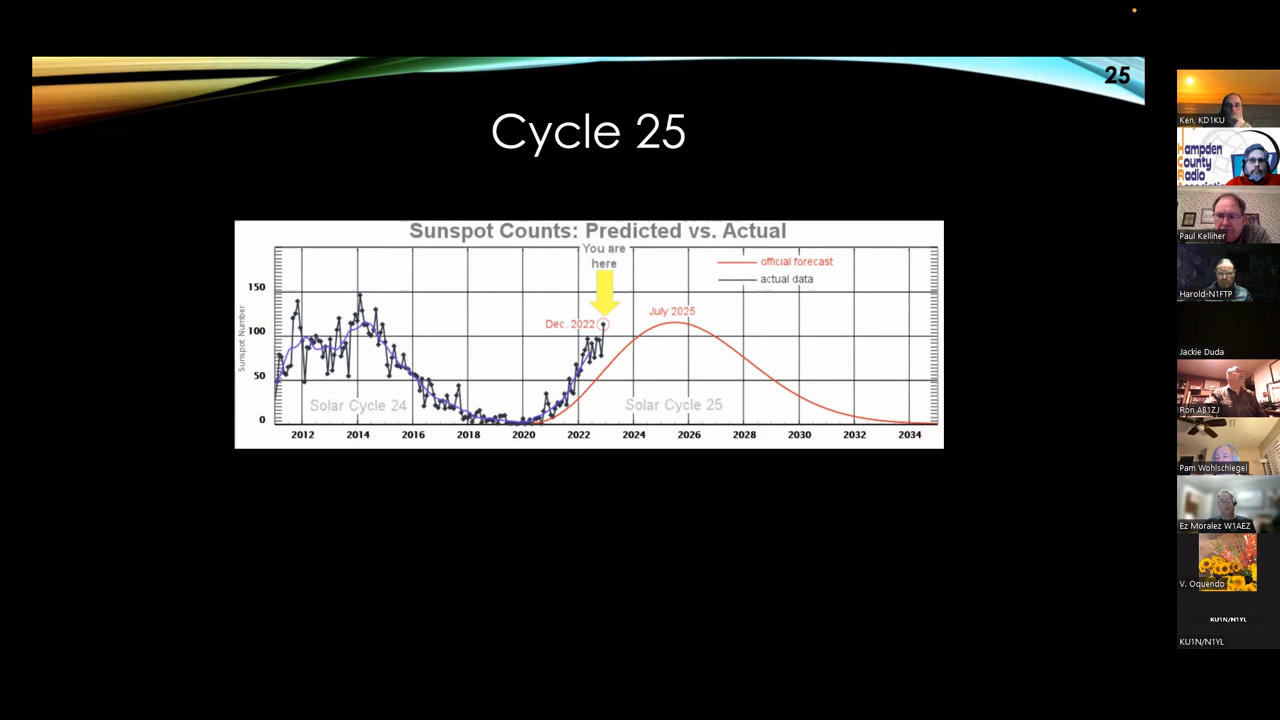 25
Cycle 25
Sunspot Counts: Predicted vs. Actual
You are
here
official forecast
actual data
Dec. 2022
July 2025
Sunspot Number
150
100
50
0
Solar Cycle 24
Solar Cycle 25
2012 2014 2016 2018 2020 2022 2024 2026 2028 2030 2032 2034
Ken, KD1KU
Hampden
County
Radio
Paul Kelliher
Harold-N1FTP
Jackie Duda
Ron AB1ZJ
Pam Wohlschlegel
Ez Moralez W1AEZ
V. Oquendo
KU1N/N1YL
KU1N/N1YL